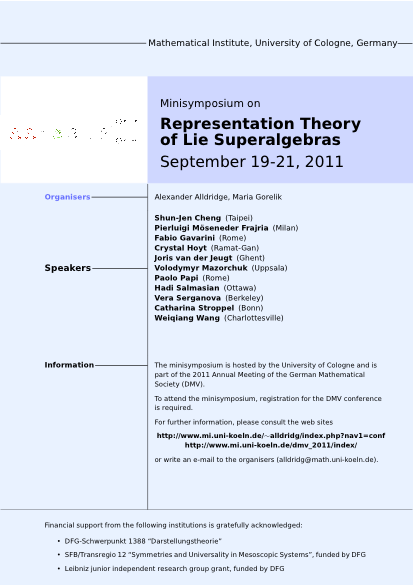 Mathematical Institute, University of Cologne, Germany
Minisymposium on
Representation Theory
of Lie Superalgebras
September 19-21, 2011
Organisers
Alexander Alldridge, Maria Gorelik
Speakers
Shun-Jen Cheng (Taipei)
Pierluigi Möseneder Frajria (Milan)
Fabio Gavarini (Rome)
Crystal Hoyt (Ramat-Gan)
Joris van der Jeugt (Ghent)
Volodymyr Mazorchuk (Uppsala)
Paolo Papi (Rome)
Hadi Salmasian (Ottawa)
Vera Serganova (Berkeley)
Catharina Stroppel (Bonn)
Weiqiang Wang (Charlottesville)
Information
The minisymposium is hosted by the University of Cologne and is
part of the 2011 Annual Meeting of the German Mathematical
Society (DMV).
To attend the minisymposium, registration for the DMV conference
is required.
For further information, please consult the web sites
http://www.mi.uni-koeln.de/~alldridg/index.php?nav1=conf
http://www.mi.uni-koeln.de/dmv_2011/index/
or write an e-mail to the organisers (alldridg@math.uni-koeln.de).
Financial support from the following institutions is gratefully acknowledged:
• DFG-Schwerpunkt 1388 “Darstellungstheorie”
• SFB/Transregio 12 “Symmetries and Universality in Mesoscopic Systems”, funded by DFG
• Leibniz junior independent research group grant, funded by DFG